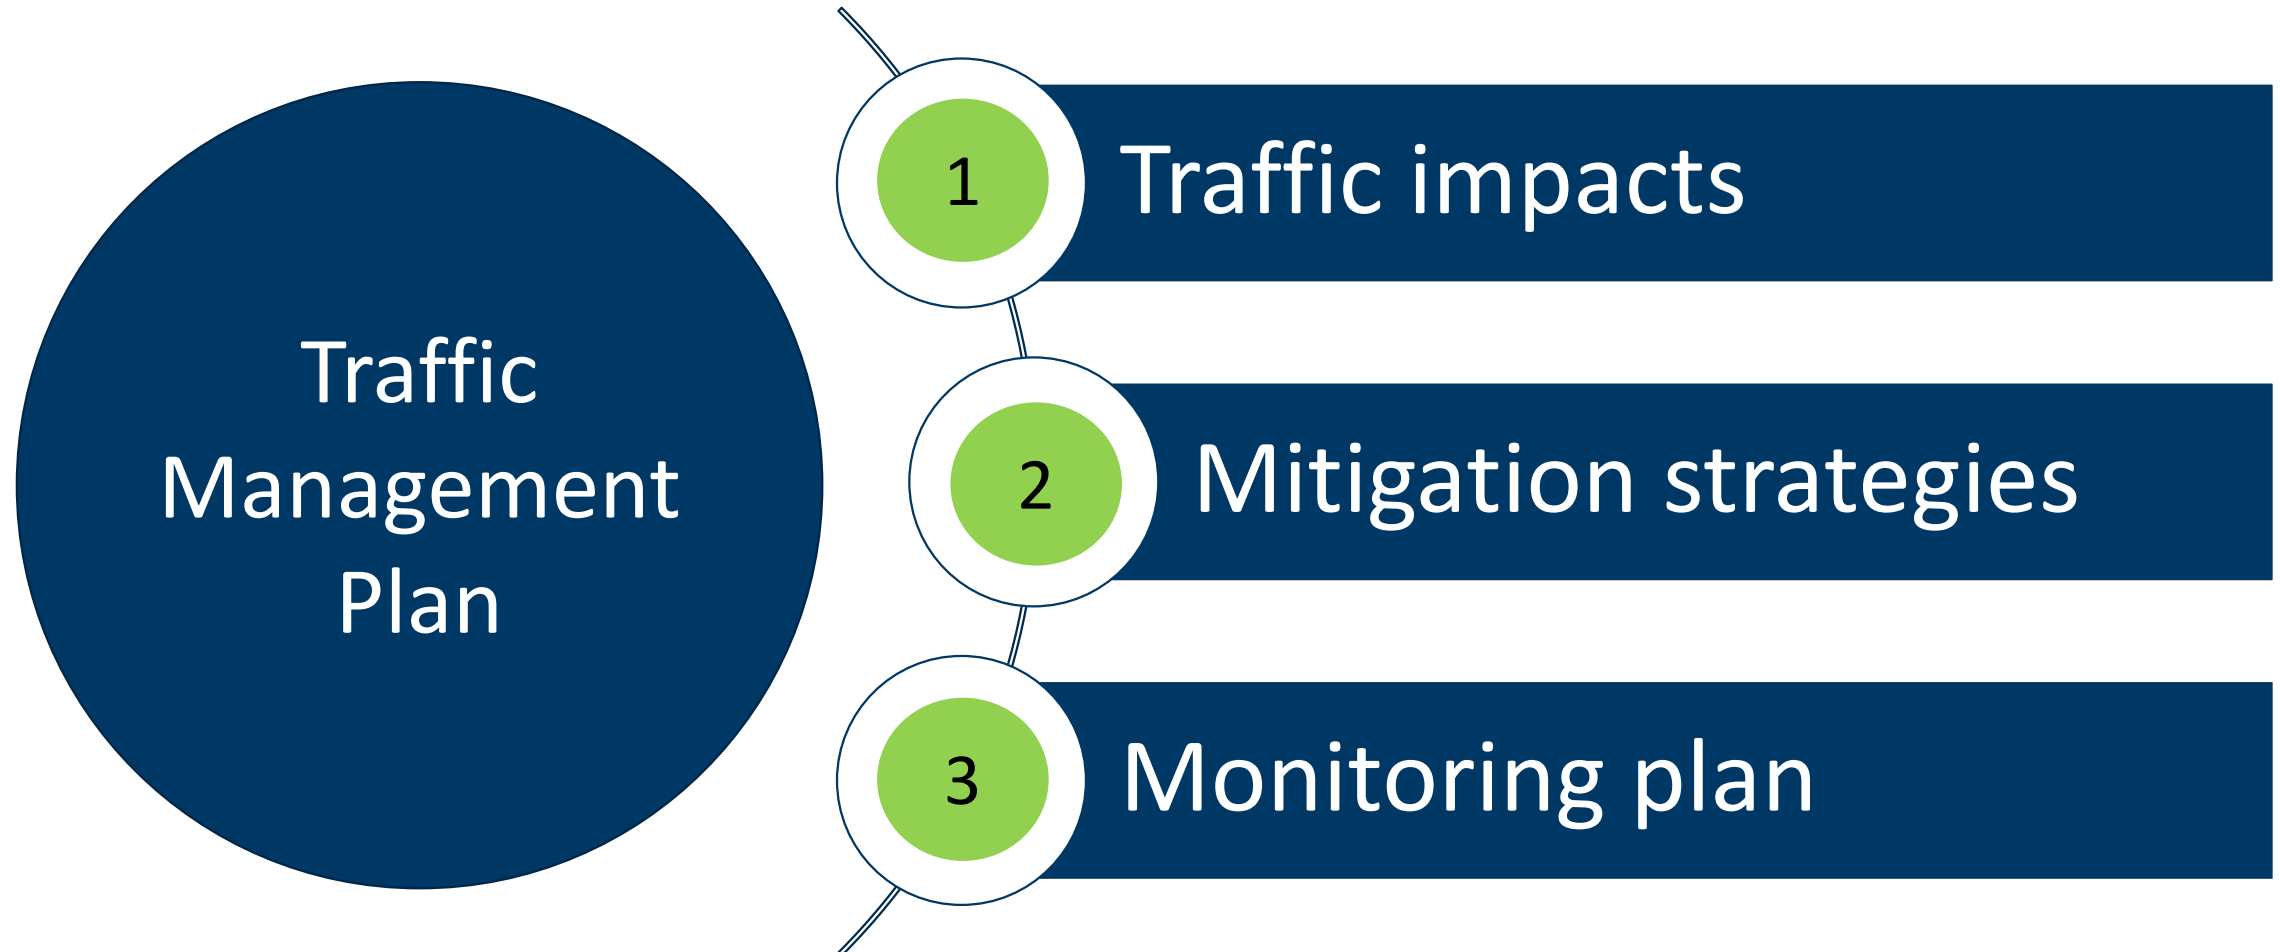 Traffic
Management
Plan
1
Traffic impacts
2
Mitigation strategies
3
Monitoring plan